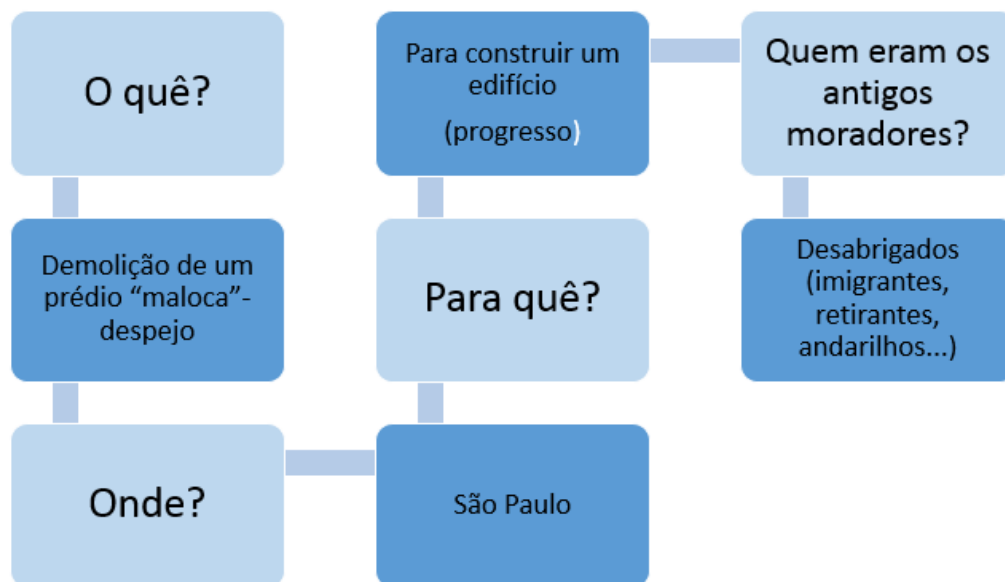 O quê?
Demolição de um
prédio “maloca”-
despejo
Onde?
São Paulo
Para quê?
Para construir um
edifício
(progresso)
Quem eram os
antigos
moradores?
Desabrigados
(imigrantes,
retirantes,
andarilhos...)